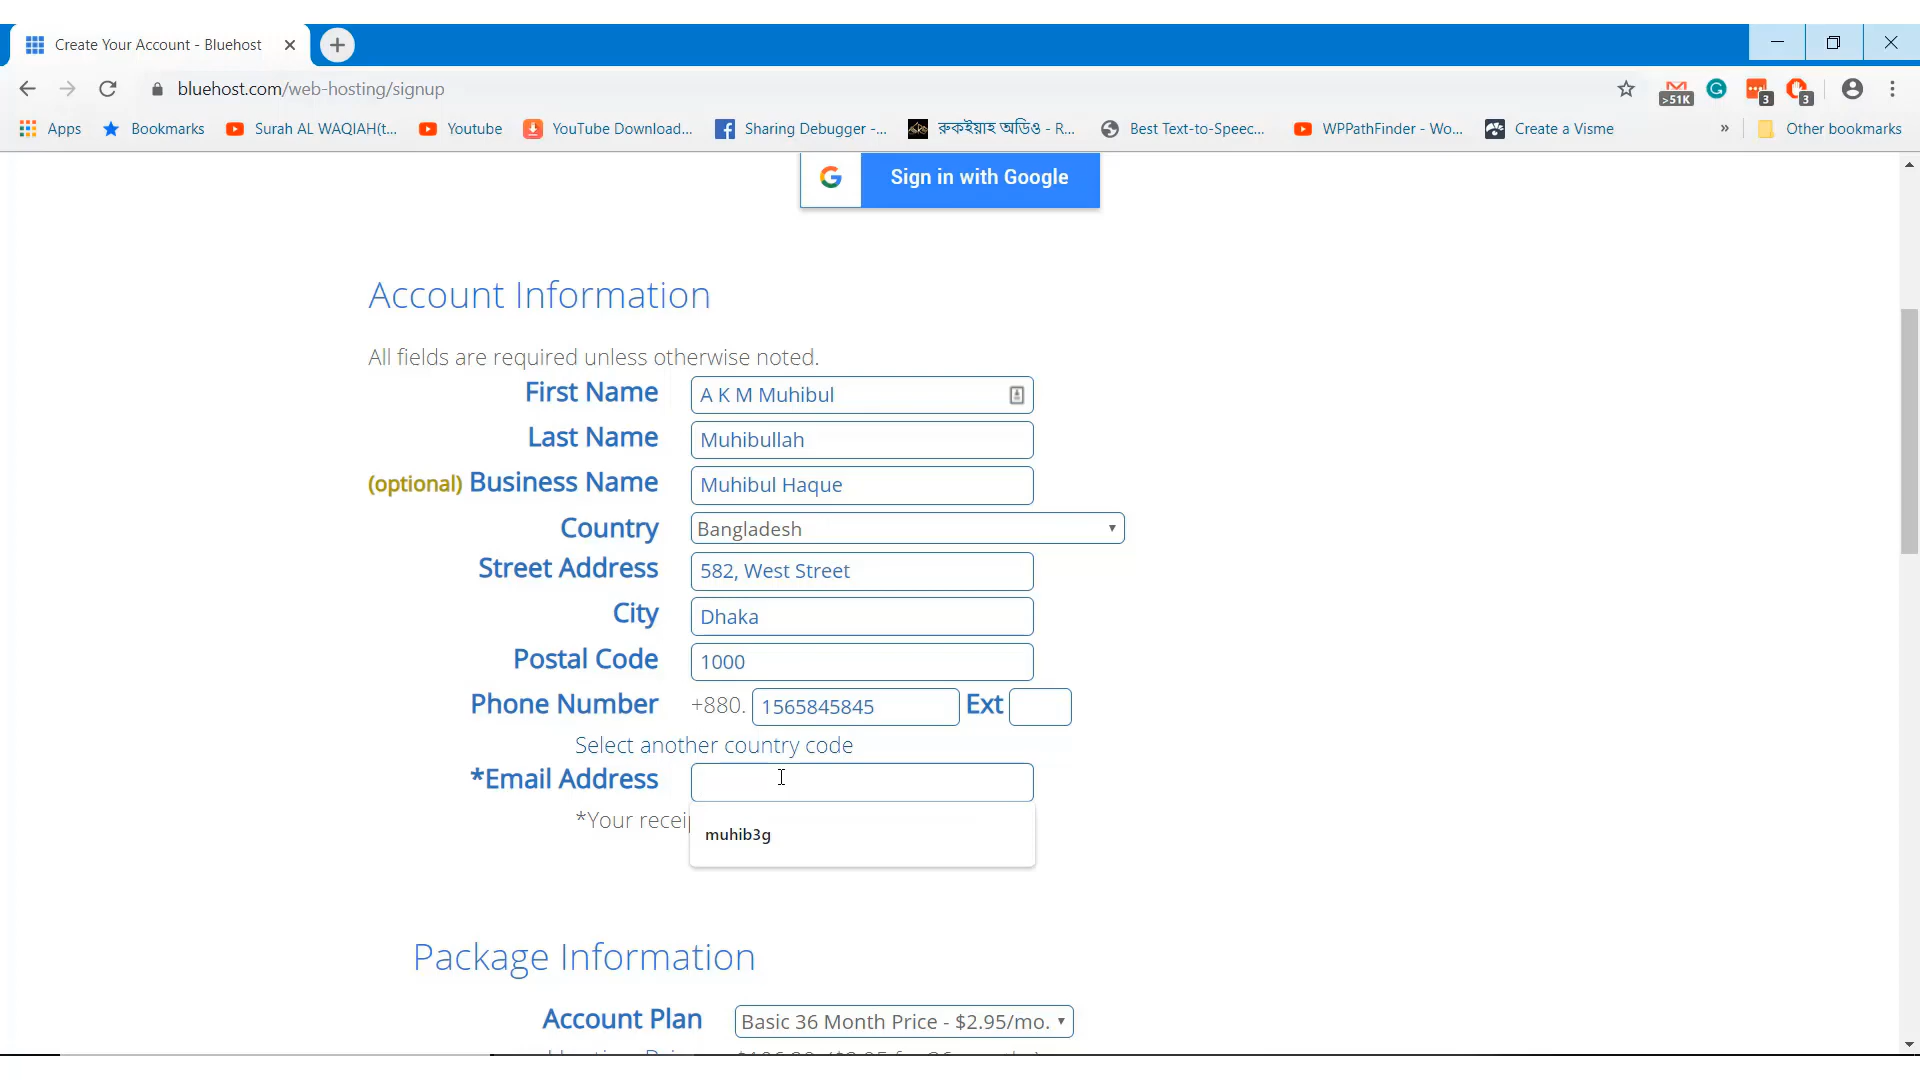 Create Your Account - Bluehost
bluehost.com/web-hosting/signup
>51K
3
3
Apps
Bookmarks
Surah AL WAQIAH(t...
Youtube
YouTube Download...
Sharing Debugger -...
রুকইয়াহ অডিও - R...
Best Text-to-Speec...
WPPathFinder - Wo...
Create a Visme
»
Other bookmarks
G Sign in with Google
Account Information
All fields are required unless otherwise noted.
First Name A K M Muhibul
Last Name Muhibullah
(optional) Business Name Muhibul Haque
Country Bangladesh
Street Address 582, West Street
City Dhaka
Postal Code 1000
Phone Number +880. 1565845845 Ext
Select another country code
*Email Address
*Your recei
muhib3g
Package Information
Account Plan Basic 36 Month Price - $2.95/mo.